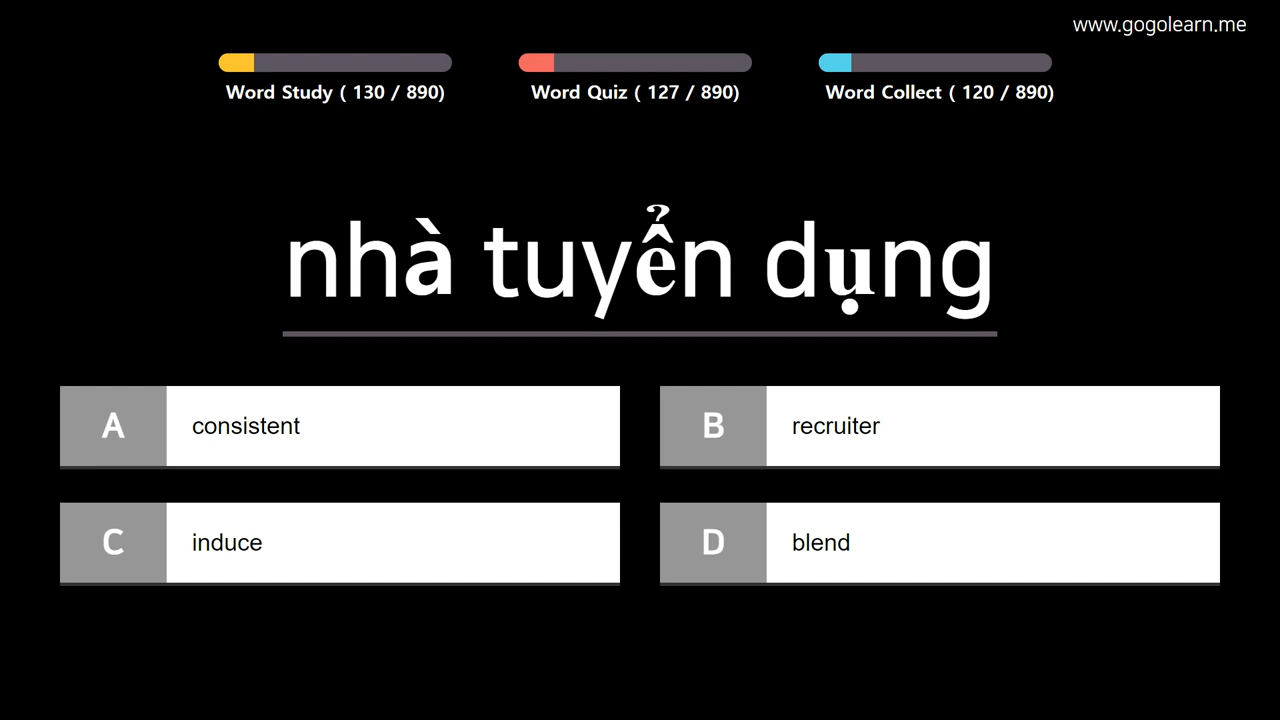 www.gogolearn.me
Word Study ( 130 / 890)
Word Quiz ( 127 / 890)
Word Collect ( 120 / 890)
nhà tuyển dụng
A consistent
B recruiter
C induce
D blend